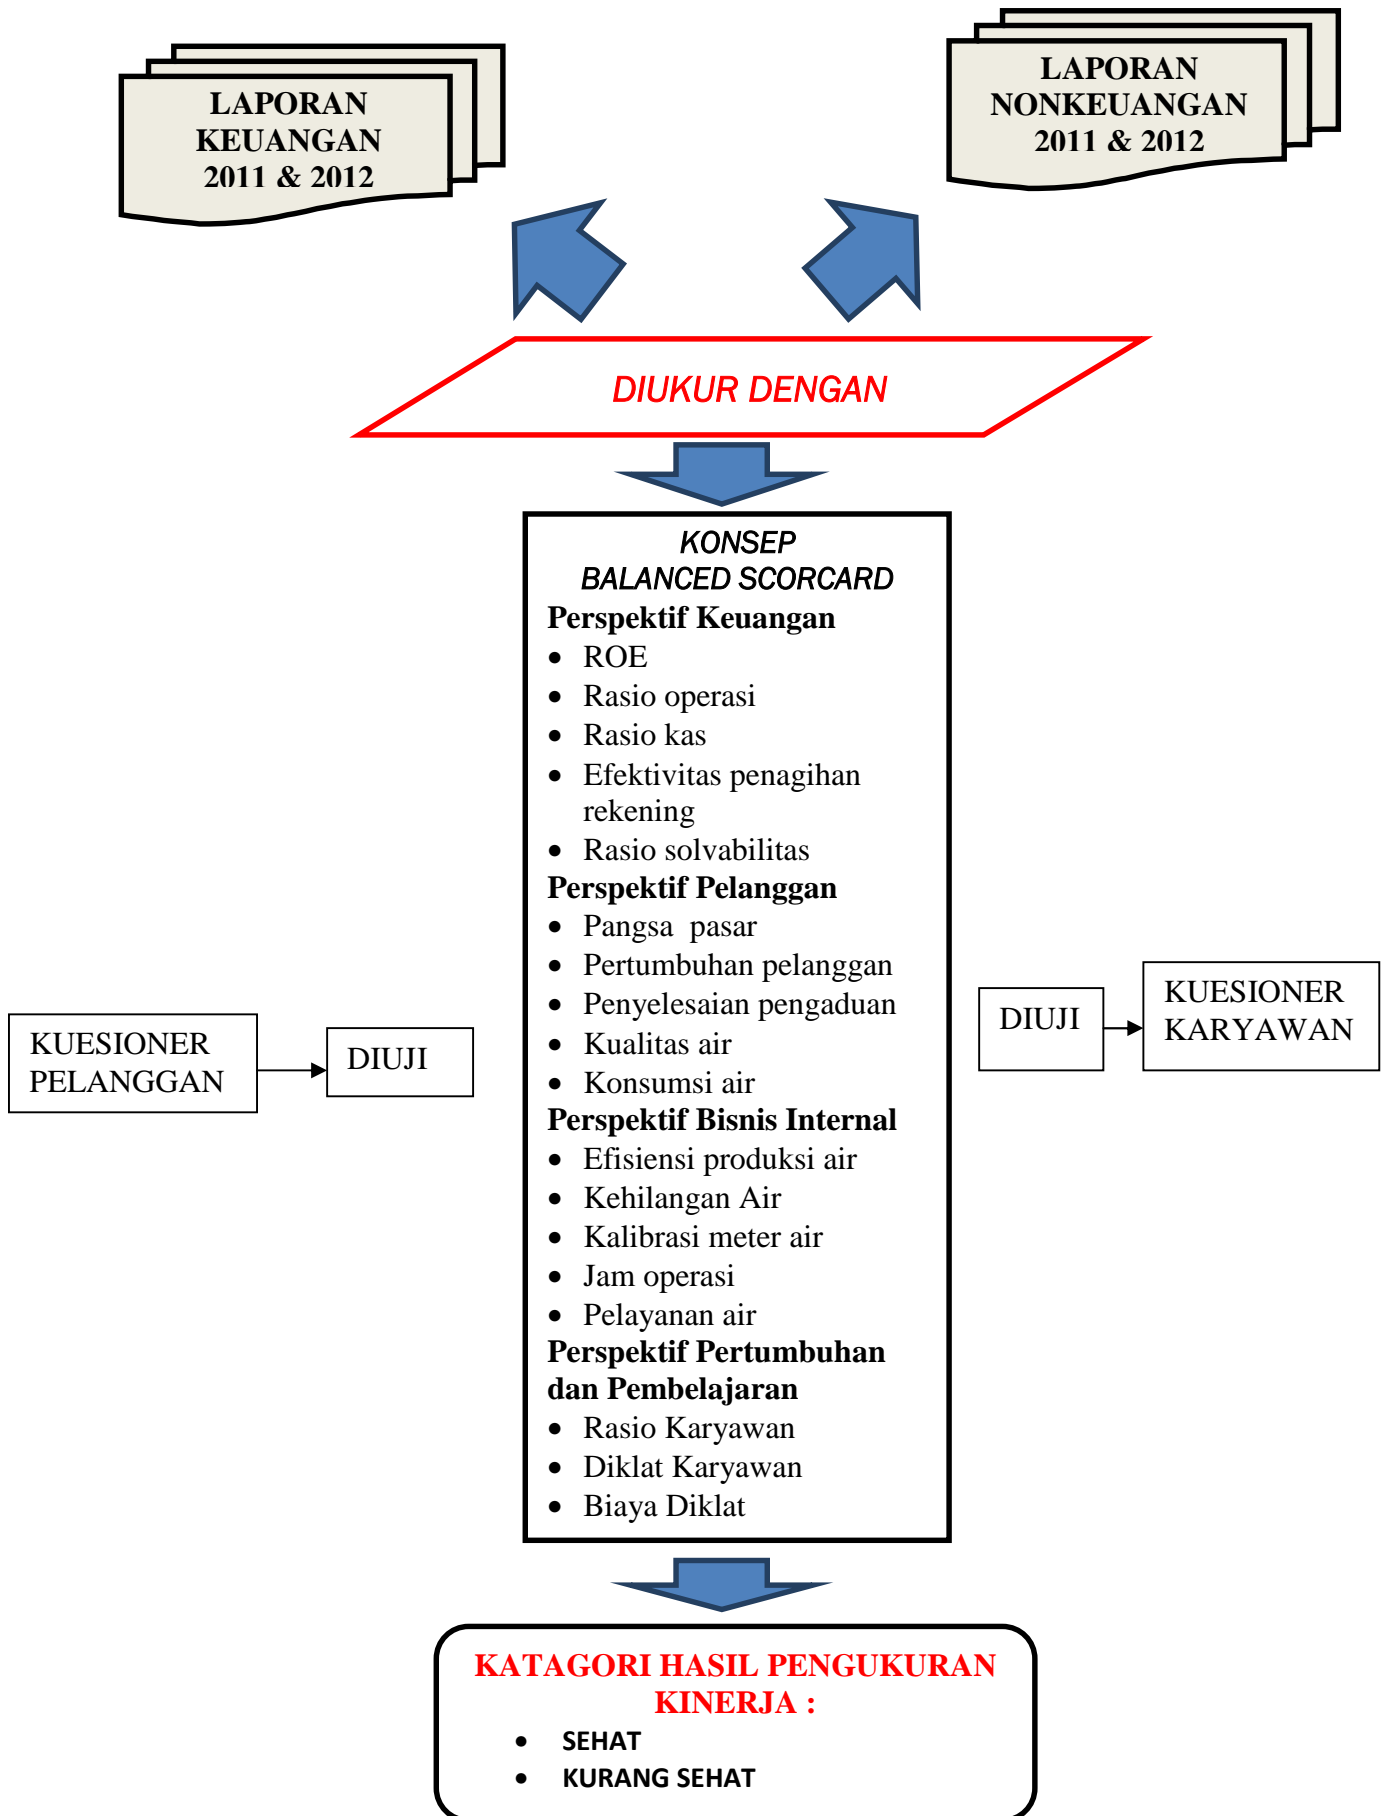 LAPORAN
KEUANGAN
2011 & 2012
LAPORAN
NONKEUANGAN
2011 & 2012
DIUKUR DENGAN
KONSEP
BALANCED SCORCARD
Perspektif Keuangan
• ROE
• Rasio operasi
• Rasio kas
• Efektivitas penagihan
rekening
• Rasio solvabilitas
Perspektif Pelanggan
• Pangsa pasar
• Pertumbuhan pelanggan
• Penyelesaian pengaduan
• Kualitas air
• Konsumsi air
Perspektif Bisnis Internal
• Efisiensi produksi air
• Kehilangan Air
• Kalibrasi meter air
• Jam operasi
• Pelayanan air
Perspektif Pertumbuhan
dan Pembelajaran
• Rasio Karyawan
• Diklat Karyawan
• Biaya Diklat
KUESIONER
PELANGGAN
DIUJI
DIUJI
KUESIONER
KARYAWAN
KATAGORI HASIL PENGUKURAN
KINERJA :
• SEHAT
• KURANG SEHAT